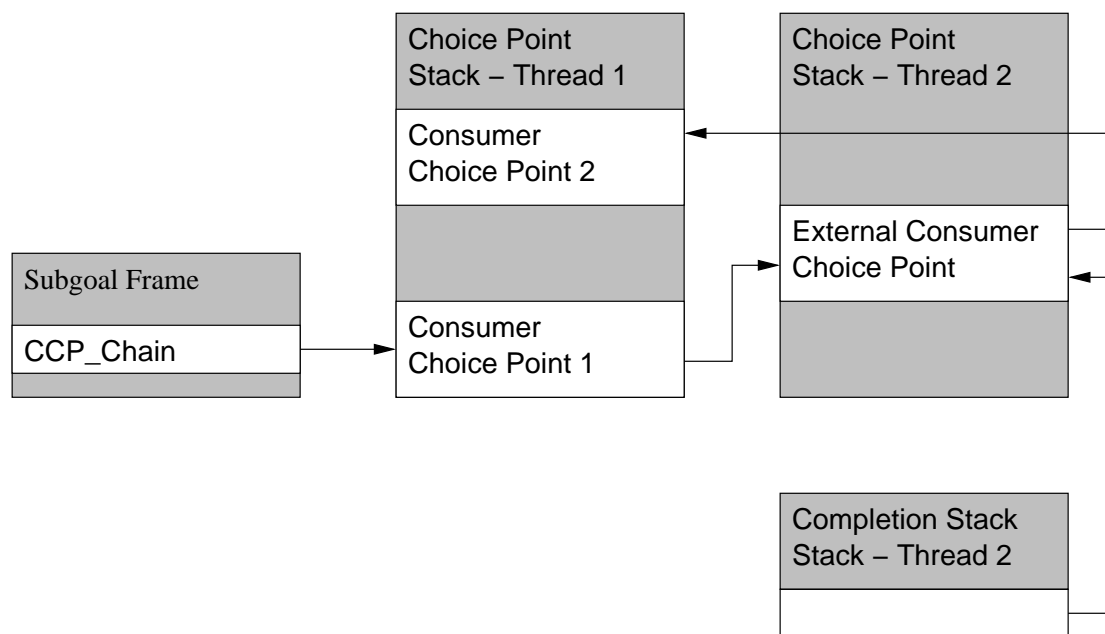 Choice Point
Stack – Thread 1
Consumer
Choice Point 2
Consumer
Choice Point 1
Choice Point
Stack – Thread 2
External Consumer
Choice Point
Subgoal Frame
CCP_Chain
Completion Stack
Stack – Thread 2